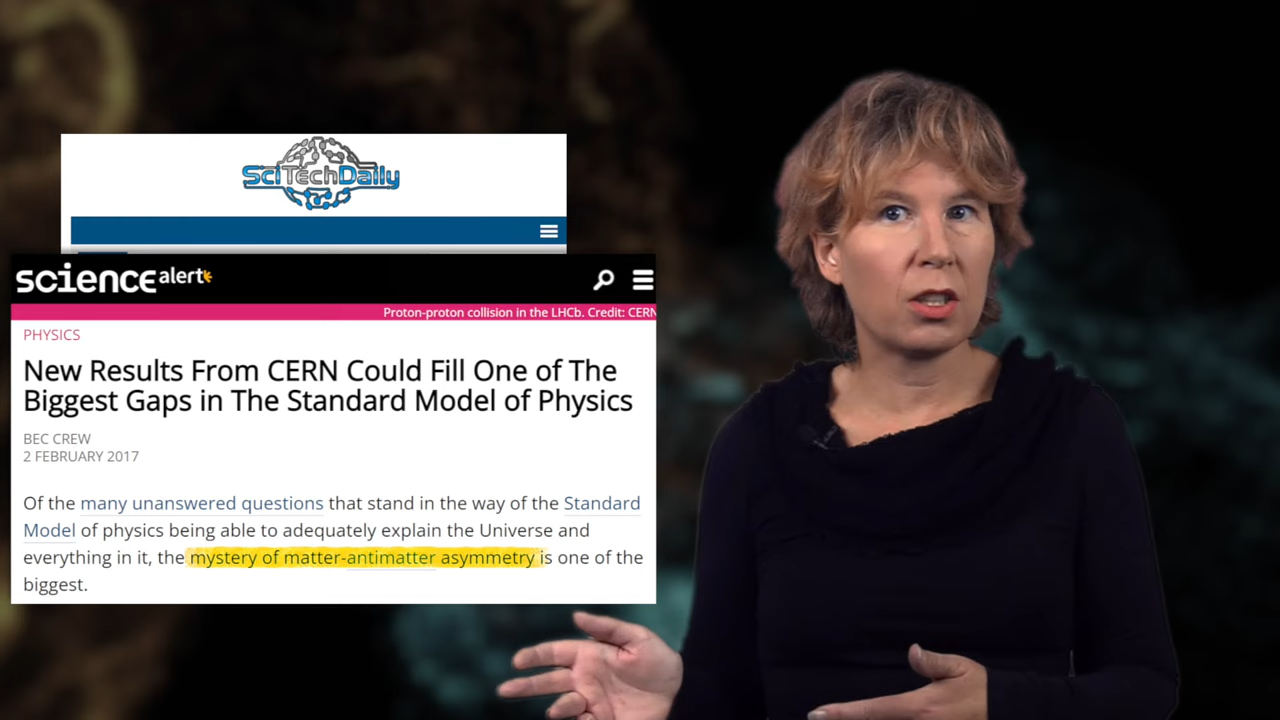 SciTechDaily
sciencealert
Proton-proton collision in the LHCb. Credit: CERN
PHYSICS
New Results From CERN Could Fill One of The
Biggest Gaps in The Standard Model of Physics
BEC CREW
2 FEBRUARY 2017
Of the many unanswered questions that stand in the way of the Standard
Model of physics being able to adequately explain the Universe and
everything in it, the mystery of matter-antimatter asymmetry is one of the
biggest.